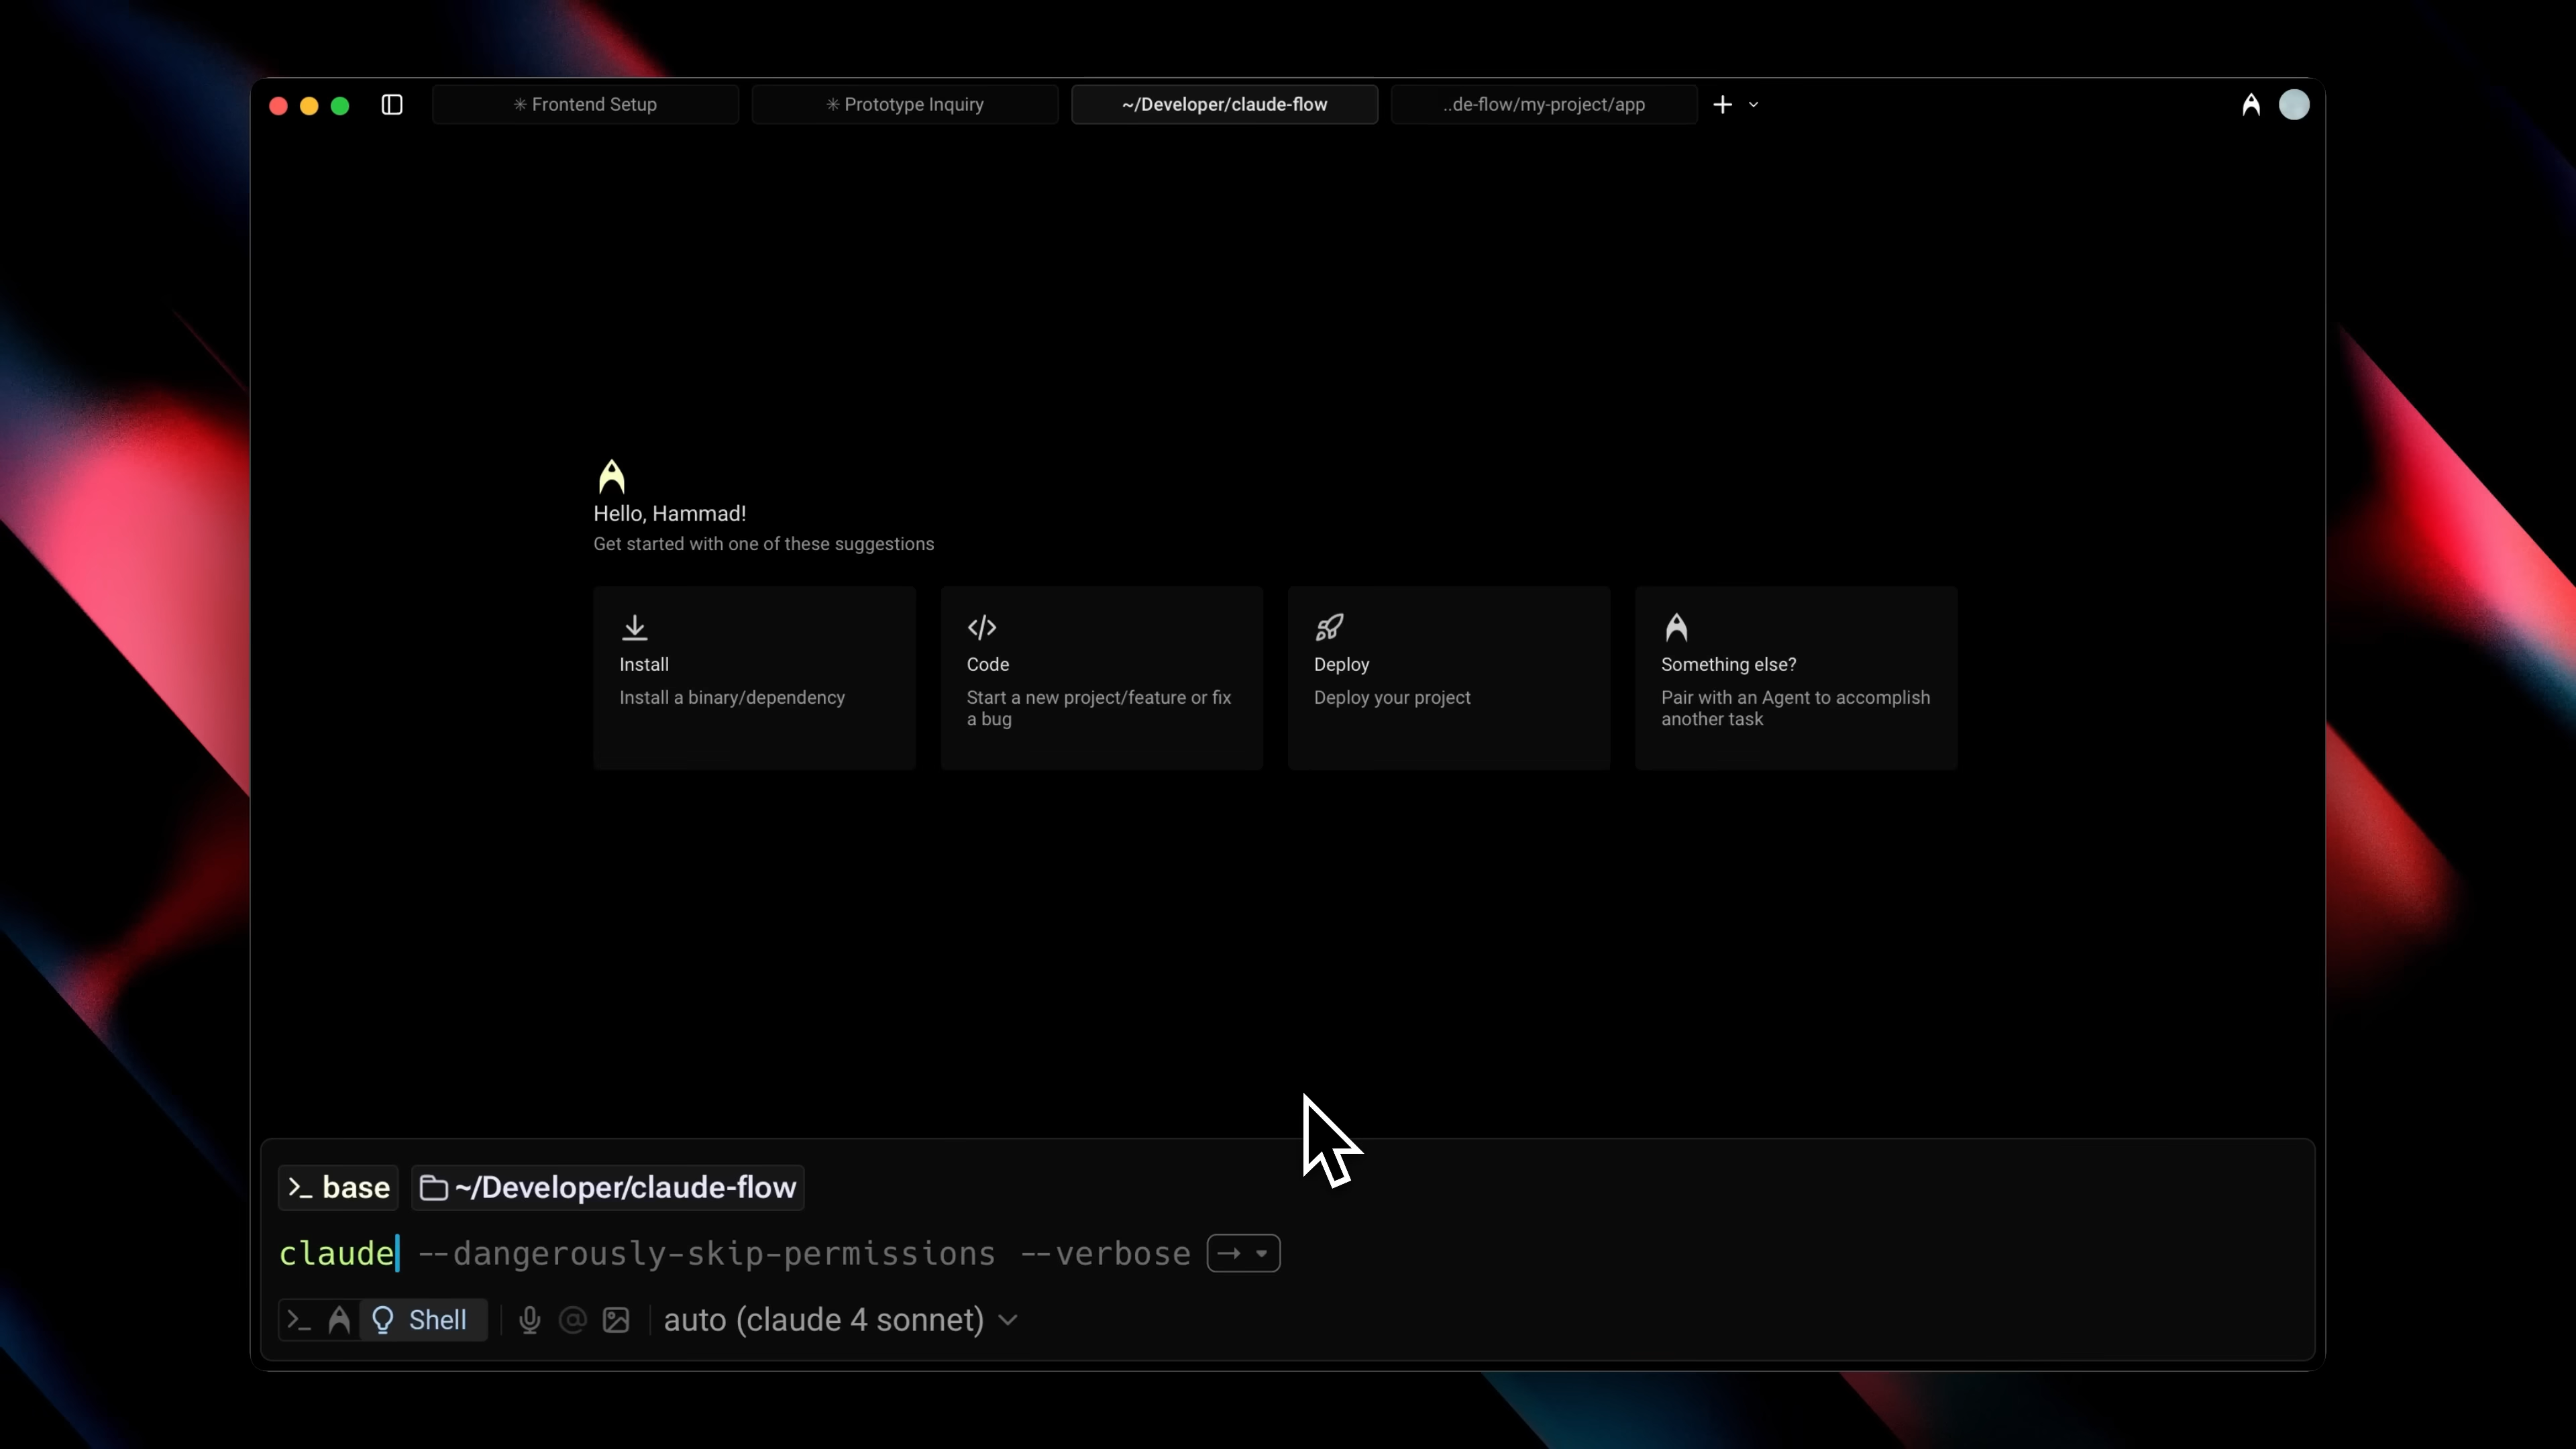 ✳ Frontend Setup
✳ Prototype Inquiry
~/Developer/claude-flow
..de-flow/my-project/app
Hello, Hammad!
Get started with one of these suggestions
Install
Install a binary/dependency
Code
Start a new project/feature or fix
a bug
Deploy
Deploy your project
Something else?
Pair with an Agent to accomplish
another task
>_ base
~/Developer/claude-flow
claude --dangerously-skip-permissions --verbose
Shell
auto (claude 4 sonnet)